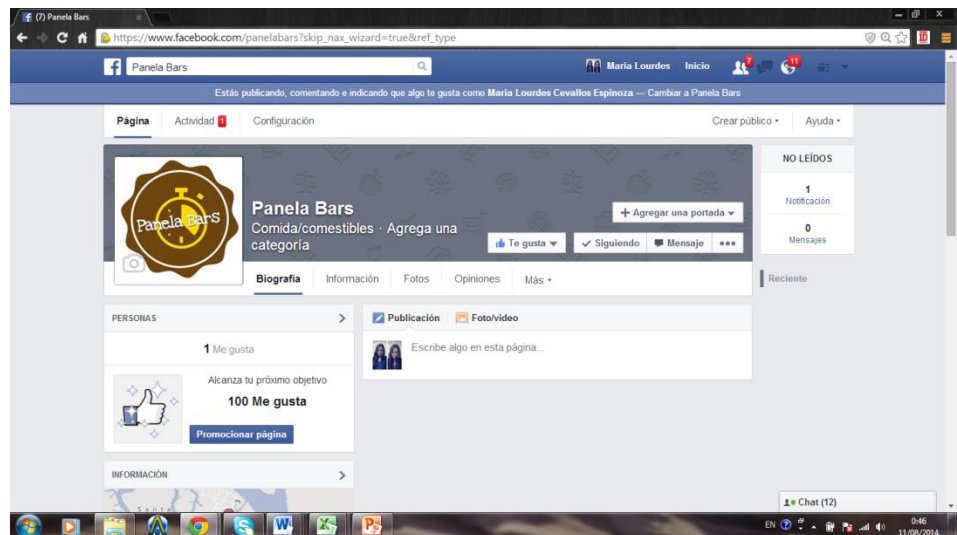 (7) Panela Bars
https://www.facebook.com/panelabars?skip_nax_wizard=true&ref_type
Panela Bars
Maria Lourdes Inicio 7 11
Estás publicando, comentando e indicando que algo te gusta como Maria Lourdes Cevallos Espinoza — Cambiar a Panela Bars
Página Actividad 1 Configuración Crear público Ayuda
NO LEÍDOS
1
Notificación
0
Mensajes
Reciente
Panela Bars
Panela Bars
Comida/comestibles · Agrega una
categoría
+ Agregar una portada
Te gusta Siguiendo Mensaje
Biografía Información Fotos Opiniones Más
PERSONAS
1 Me gusta
Alcanza tu próximo objetivo
100 Me gusta
Promocionar página
INFORMACIÓN
Publicación Foto/video
Escribe algo en esta página...
Chat (12)
EN
0:46
11/08/2014